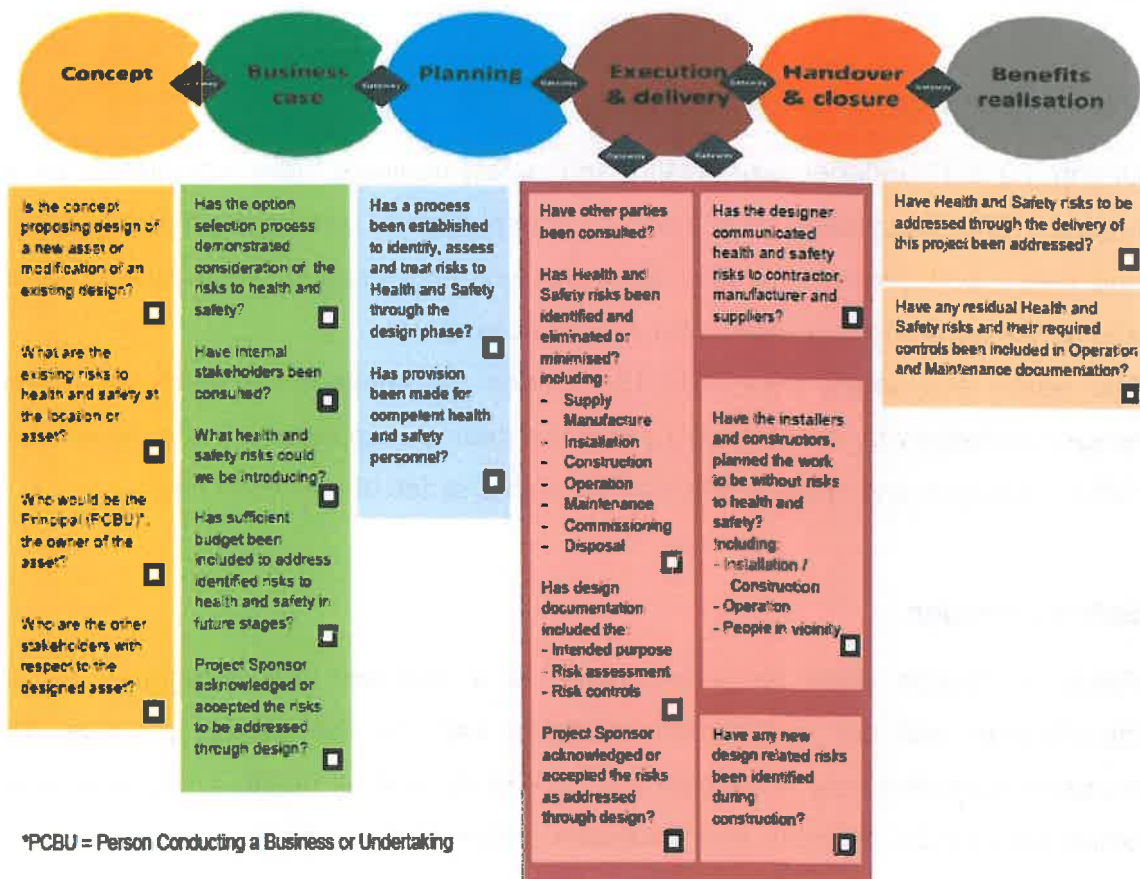 Concept
Business
case
Planning
Execution
& delivery
Handover
& closure
Benefits
realisation
Gateway
Gateway
Gateway
Gateway
Gateway
Gateway
Is the concept
proposing design of
a new asset or
modification of an
existing design?
What are the
existing risks to
health and safety at
the location or
asset?
Who would be the
Principal (PCBU)*,
the owner of the
asset?
Who are the other
stakeholders with
respect to the
designed asset?
Has the option
selection process
demonstrated
consideration of the
risks to health and
safety?
Have internal
stakeholders been
consulted?
What health and
safety risks could
we be introducing?
Has sufficient
budget been
included to address
identified risks to
health and safety in
future stages?
Project Sponsor
acknowledged or
accepted the risks
to be addressed
through design?
Has a process
been established
to identify, assess
and treat risks to
Health and Safety
through the
design phase?
Has provision
been made for
competent health
and safety
personnel?
Have other parties
been consulted?
Has Health and
Safety risks been
identified and
eliminated or
minimised?
including:
- Supply
- Manufacture
- Installation
- Construction
- Operation
- Maintenance
- Commissioning
- Disposal
Has design
documentation
included the:
- Intended purpose
- Risk assessment
- Risk controls
Project Sponsor
acknowledged or
accepted the risks
as addressed
through design?
Has the designer
communicated
health and safety
risks to contractor,
manufacturer and
suppliers?
Have the installers
and constructors,
planned the work
to be without risks
to health and
safety?
Including:
- Installation /
Construction
- Operation
- People in vicinity
Have any new
design related risks
been identified
during
construction?
Have Health and Safety risks to be
addressed through the delivery of
this project been addressed?
Have any residual Health and
Safety risks and their required
controls been included in Operation
and Maintenance documentation?
*PCBU = Person Conducting a Business or Undertaking